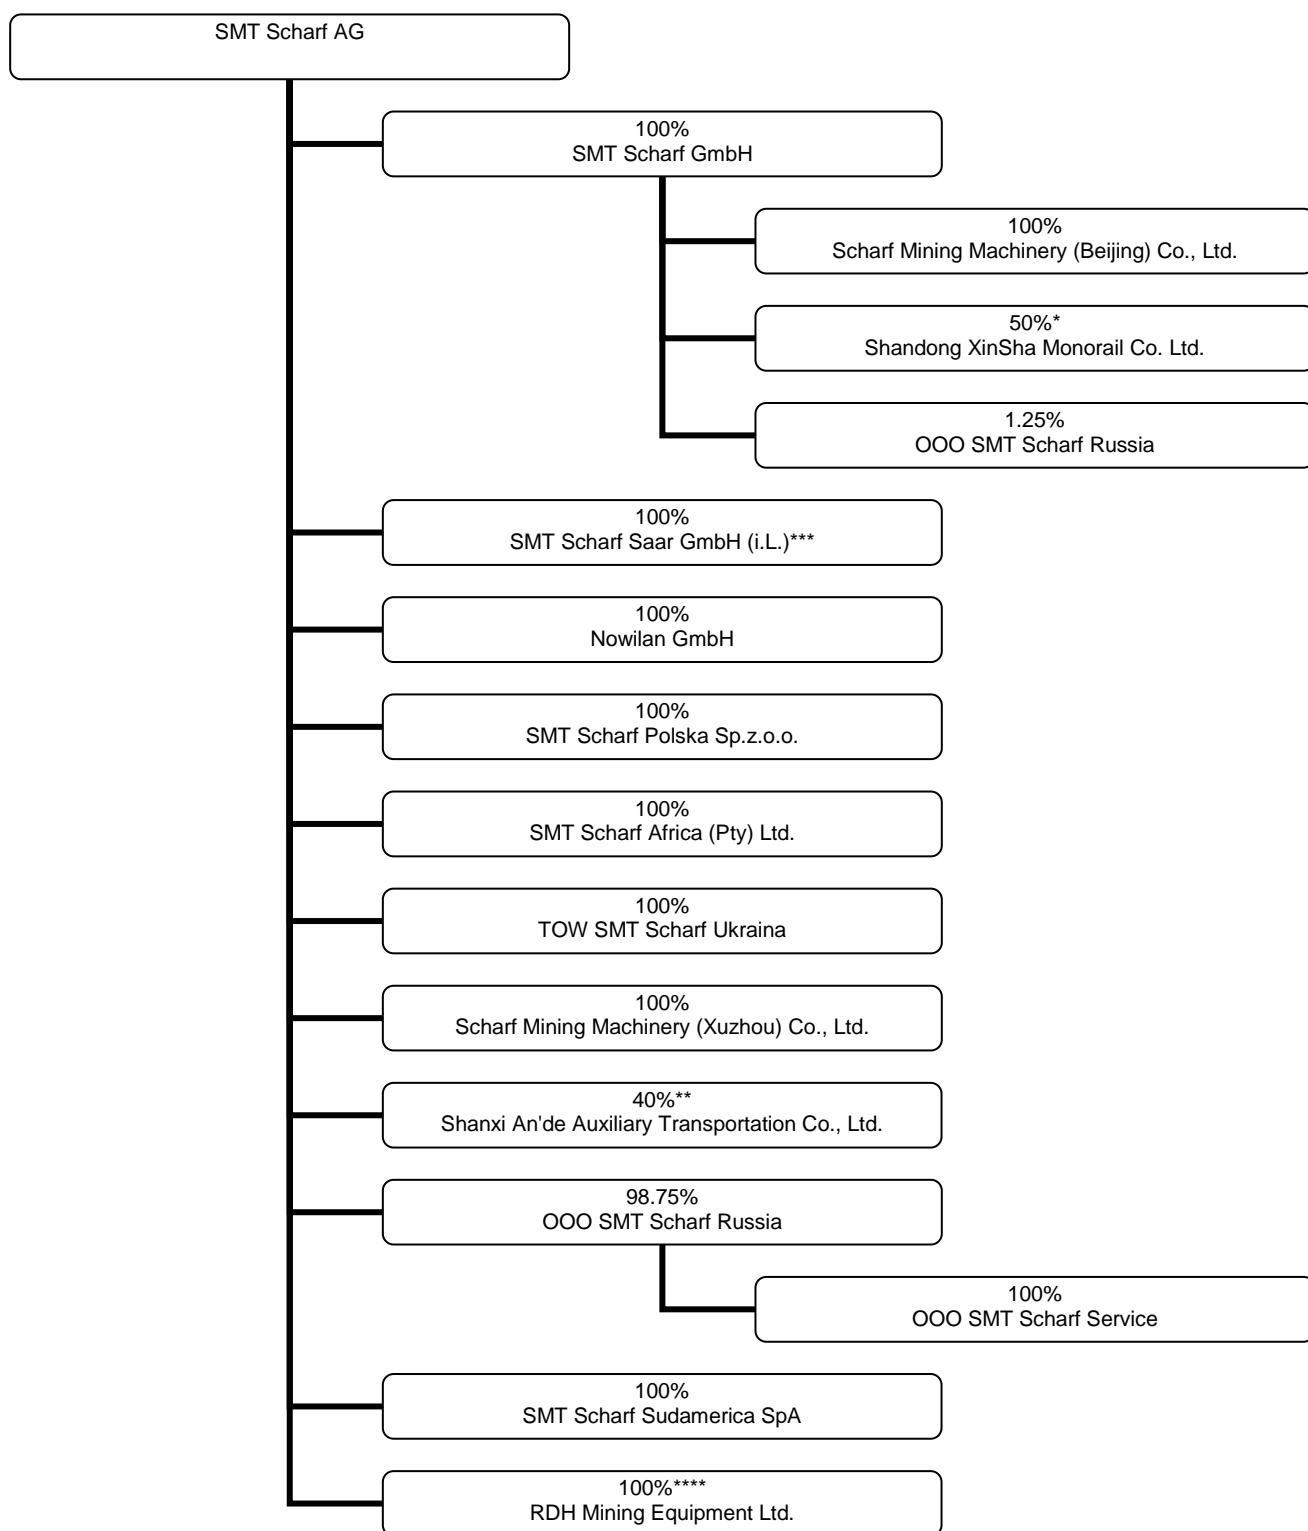 SMT Scharf AG
100%
SMT Scharf GmbH
100%
Scharf Mining Machinery (Beijing) Co., Ltd.
50%*
Shandong XinSha Monorail Co. Ltd.
1.25%
OOO SMT Scharf Russia
100%
SMT Scharf Saar GmbH (i.L.)***
100%
Nowilan GmbH
100%
SMT Scharf Polska Sp.z.o.o.
100%
SMT Scharf Africa (Pty) Ltd.
100%
TOW SMT Scharf Ukraina
100%
Scharf Mining Machinery (Xuzhou) Co., Ltd.
40%**
Shanxi An'de Auxiliary Transportation Co., Ltd.
98.75%
OOO SMT Scharf Russia
100%
OOO SMT Scharf Service
100%
SMT Scharf Sudamerica SpA
100%****
RDH Mining Equipment Ltd.